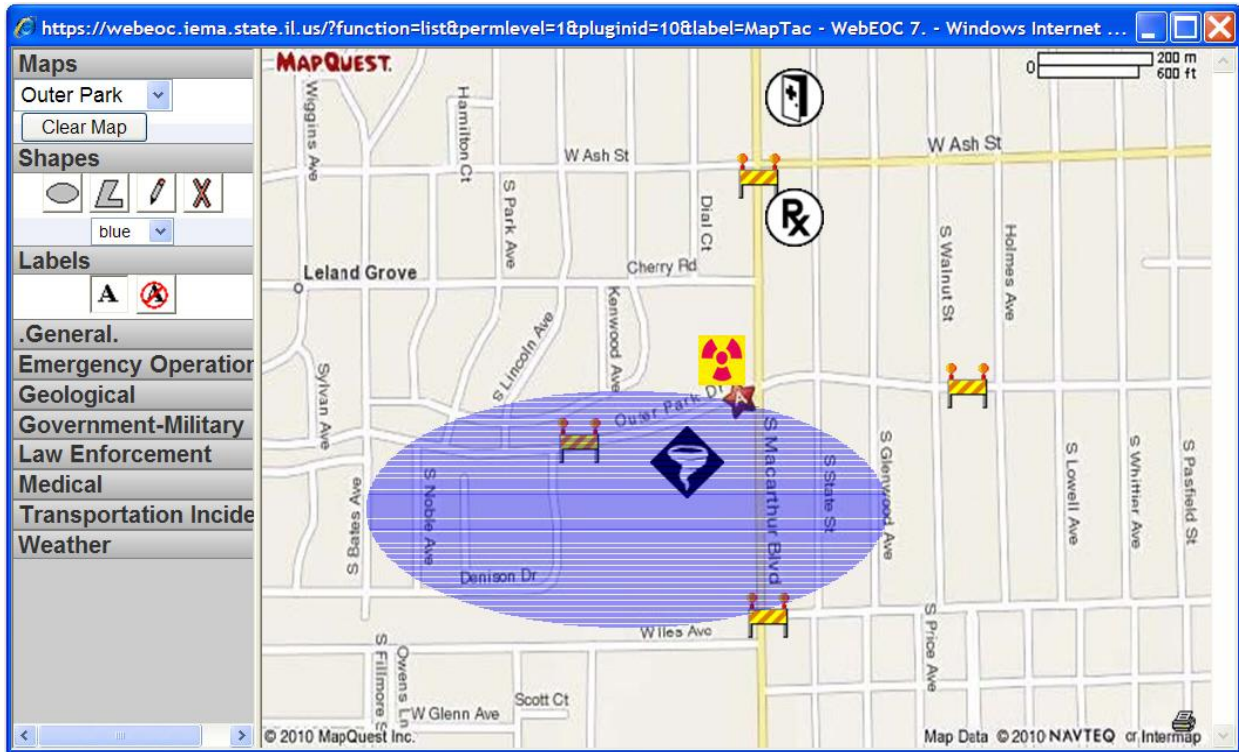 https://webeoc.iema.state.il.us/?function=list&permlevel=1&pluginid=10&label=MapTac - WebEOC 7. - Windows Internet ...
Maps
Outer Park
Clear Map
Shapes
blue
Labels
A
A
.General.
Emergency Operation
Geological
Government-Military
Law Enforcement
Medical
Transportation Incide
Weather
MAPQUEST.
0
200 m
600 ft
Wiggins Ave
Hamilton Ct
W Ash St
W Ash St
S Park Ave
Dial Ct
Rx
S Walnut St
Holmes Ave
Leland Grove
Cherry Rd
Kenwood Ave
S Lincoln Ave
Sylvan Ave
Outer Park Dr
A
S Macarthur Blvd
S State St
S Glenwood Ave
S Lowell Ave
S Whittier Ave
S Pasfield St
S Bates Ave
S Noble Ave
Denison Dr
W Iles Ave
S Price Ave
S Fillmore S
Owens Ln
Scott Ct
W Glenn Ave
© 2010 MapQuest Inc.
Map Data © 2010 NAVTEQ or Intermap